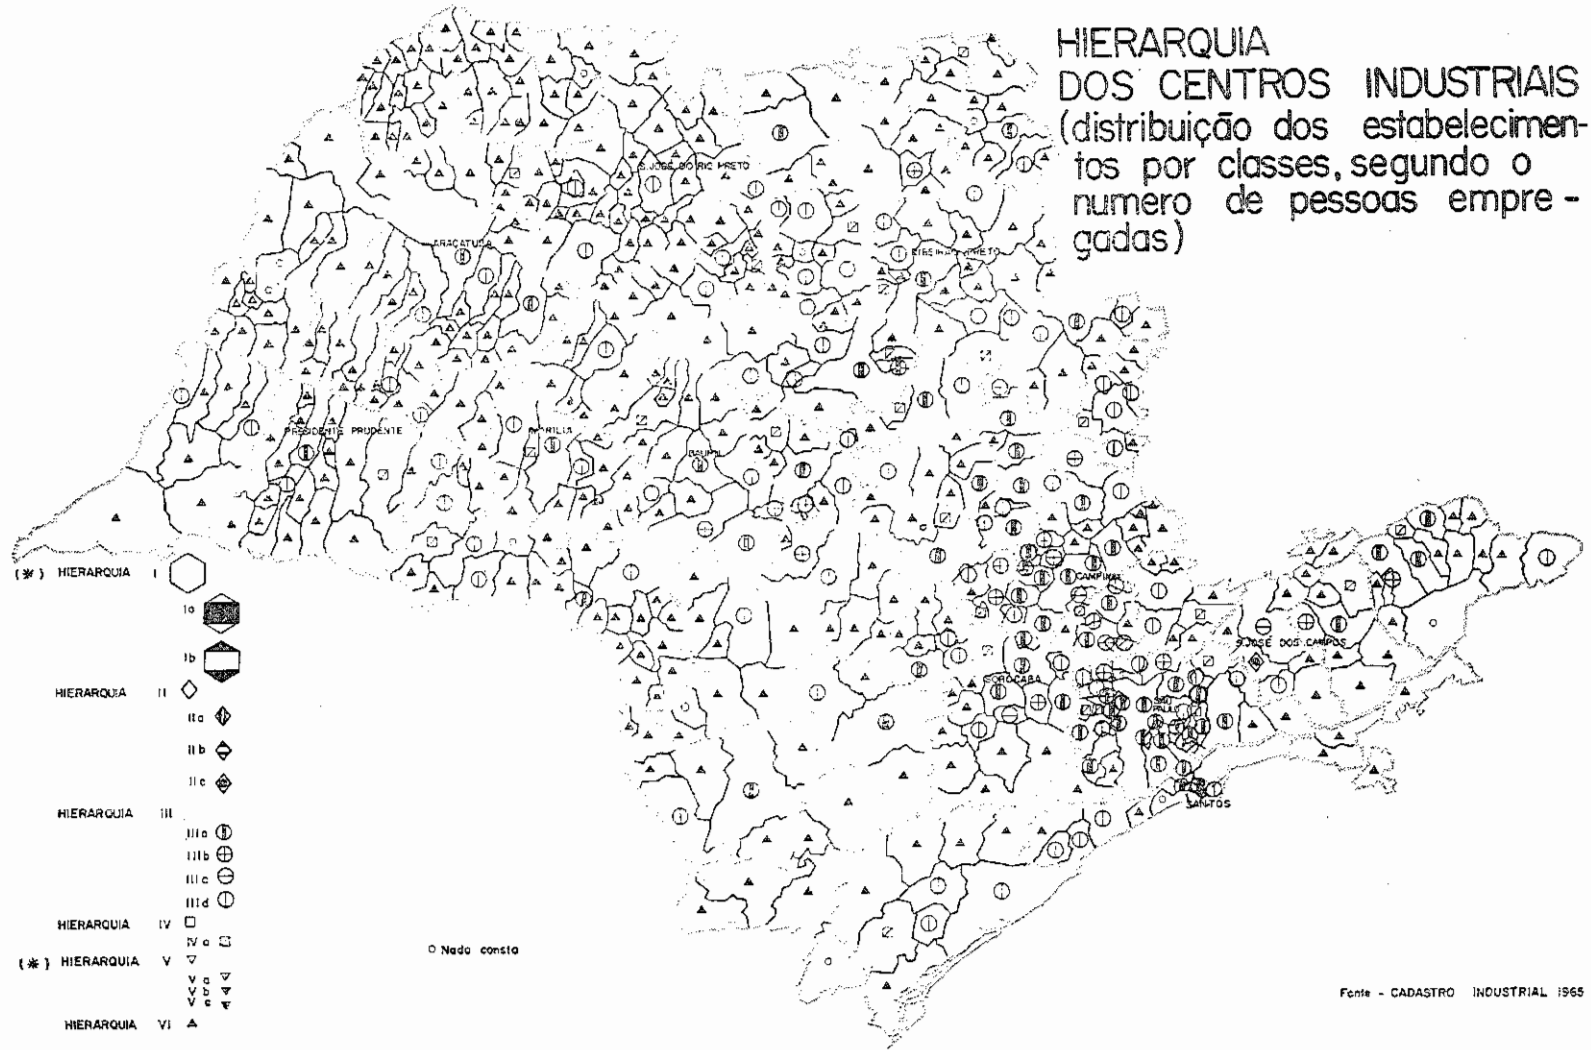 HIERARQUIA
DOS CENTROS INDUSTRIAIS
(distribuição dos estabelecimen-
tos por classes, segundo o
numero de pessoas empre-
gadas)
S. JOSÉ DO RIO PRETO
ARAÇATUBA
RIBEIRÃO PRETO
PRESIDENTE PRUDENTE
MARILIA
BAURU
CAMPINAS
S. JOSÉ DOS CAMPOS
SOROCABA
SÃO
PAULO
SANTOS
(*) HIERARQUIA I
Ia
Ib
HIERARQUIA II
IIa
IIb
IIc
HIERARQUIA III
IIIa
IIIb
IIIc
IIId
HIERARQUIA IV
IVa
(*) HIERARQUIA V
Va
Vb
Vc
HIERARQUIA VI
Nada consta
Fonte - CADASTRO INDUSTRIAL 1965